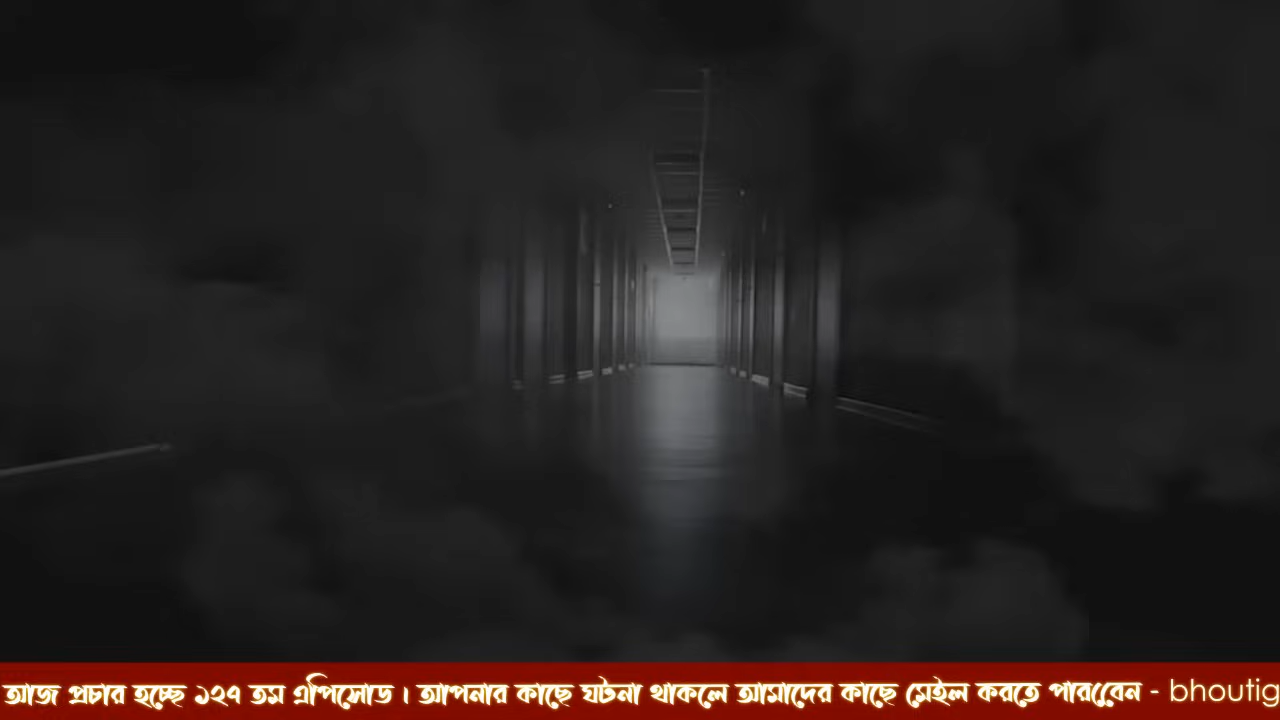 আজ প্রচার হচ্ছে ১২৭ তম এপিসোড। আপনার কাছে ঘটনা থাকলে আমাদের কাছে মেইল করতে পারবেন - bhoutig